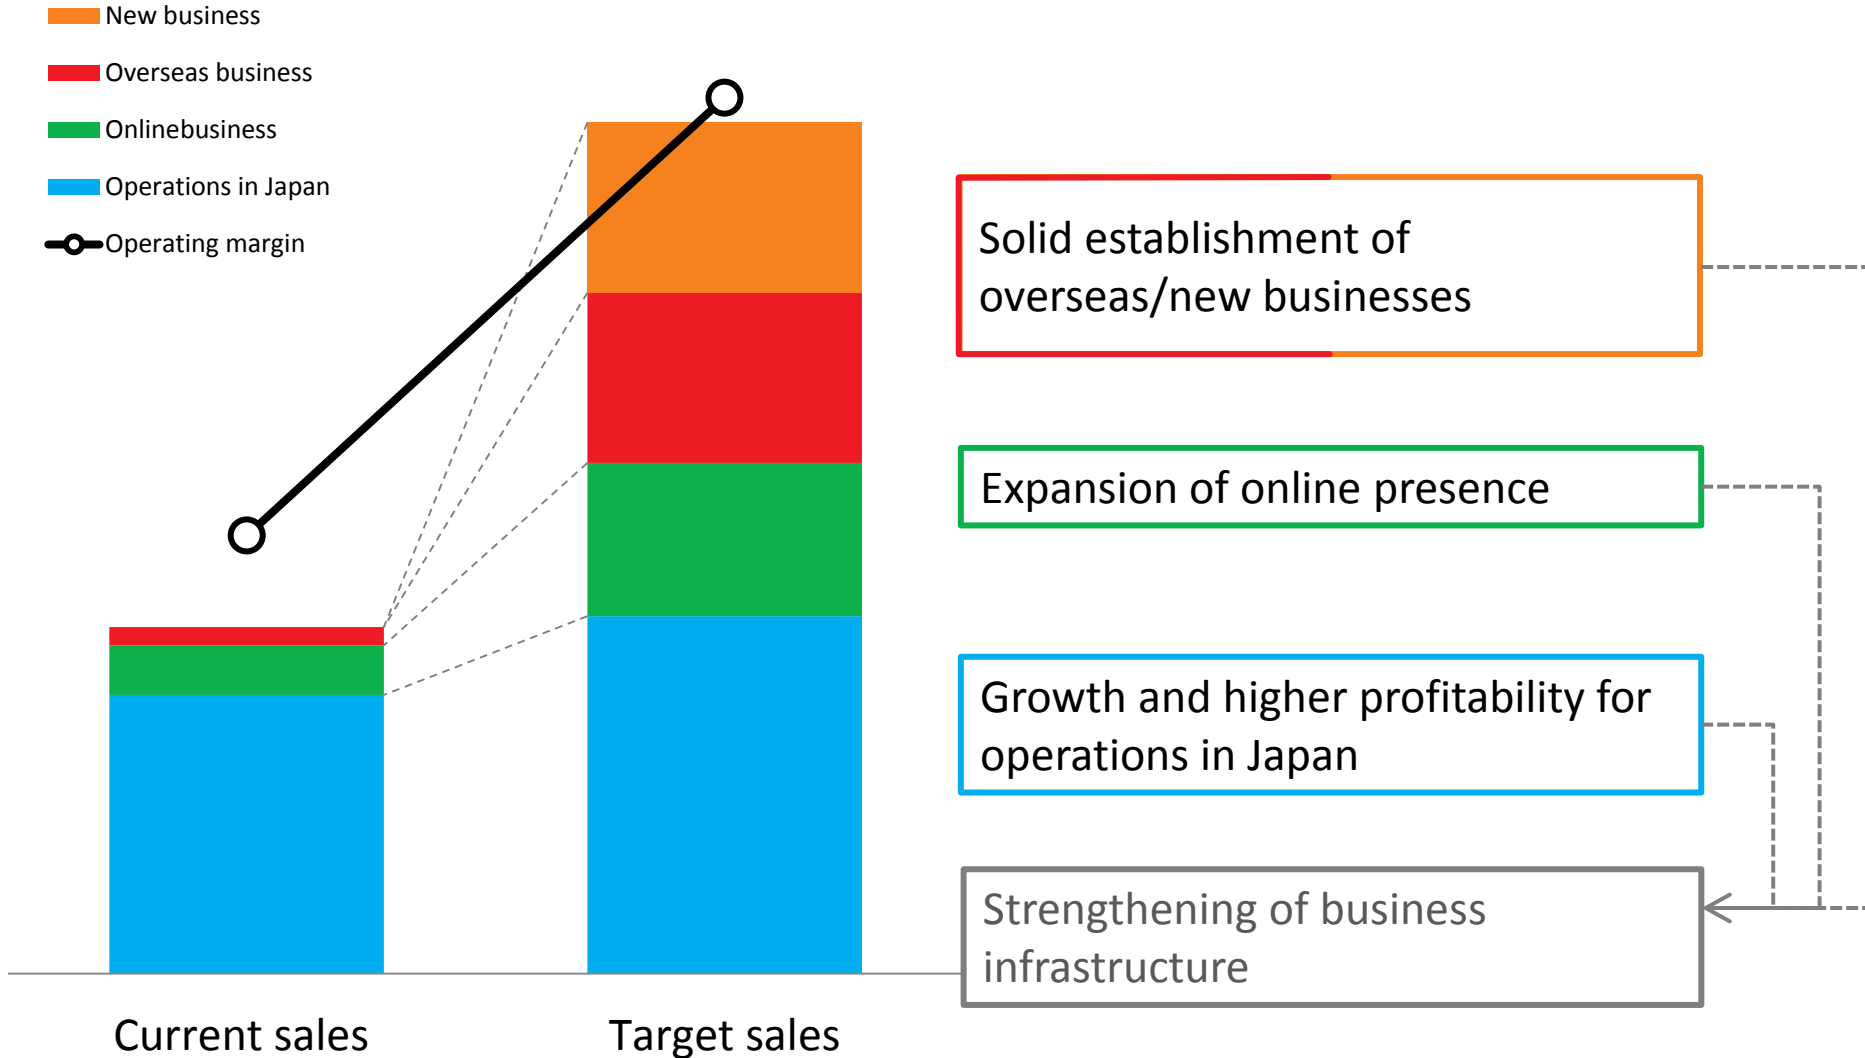 New business
Overseas business
Onlinebusiness
Operations in Japan
Operating margin
Solid establishment of
overseas/new businesses
Expansion of online presence
Growth and higher profitability for
operations in Japan
Strengthening of business
infrastructure
Current sales
Target sales